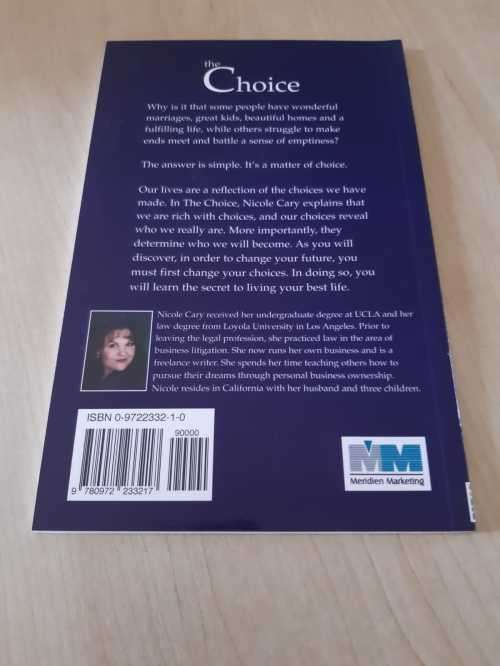 the
Choice
Why is it that some people have wonderful
marriages, great kids, beautiful homes and a
fulfilling life, while others struggle to make
ends meet and battle a sense of emptiness?
The answer is simple. It's a matter of choice.
Our lives are a reflection of the choices we have
made. In The Choice, Nicole Cary explains that
we are rich with choices, and our choices reveal
who we really are. More importantly, they
determine who we will become. As you will
discover, in order to change your future, you
must first change your choices. In doing so, you
will learn the secret to living your best life.
Nicole Cary received her undergraduate degree at UCLA and her
law degree from Loyola University in Los Angeles. Prior to
leaving the legal profession, she practiced law in the area of
business litigation. She now runs her own business and is a
freelance writer. She spends her time teaching others how to
pursue their dreams through personal business ownership.
Nicole resides in California with her husband and three children.
ISBN 0-9722332-1-0
90000
9 780972 233217
MM
Meridien Marketing